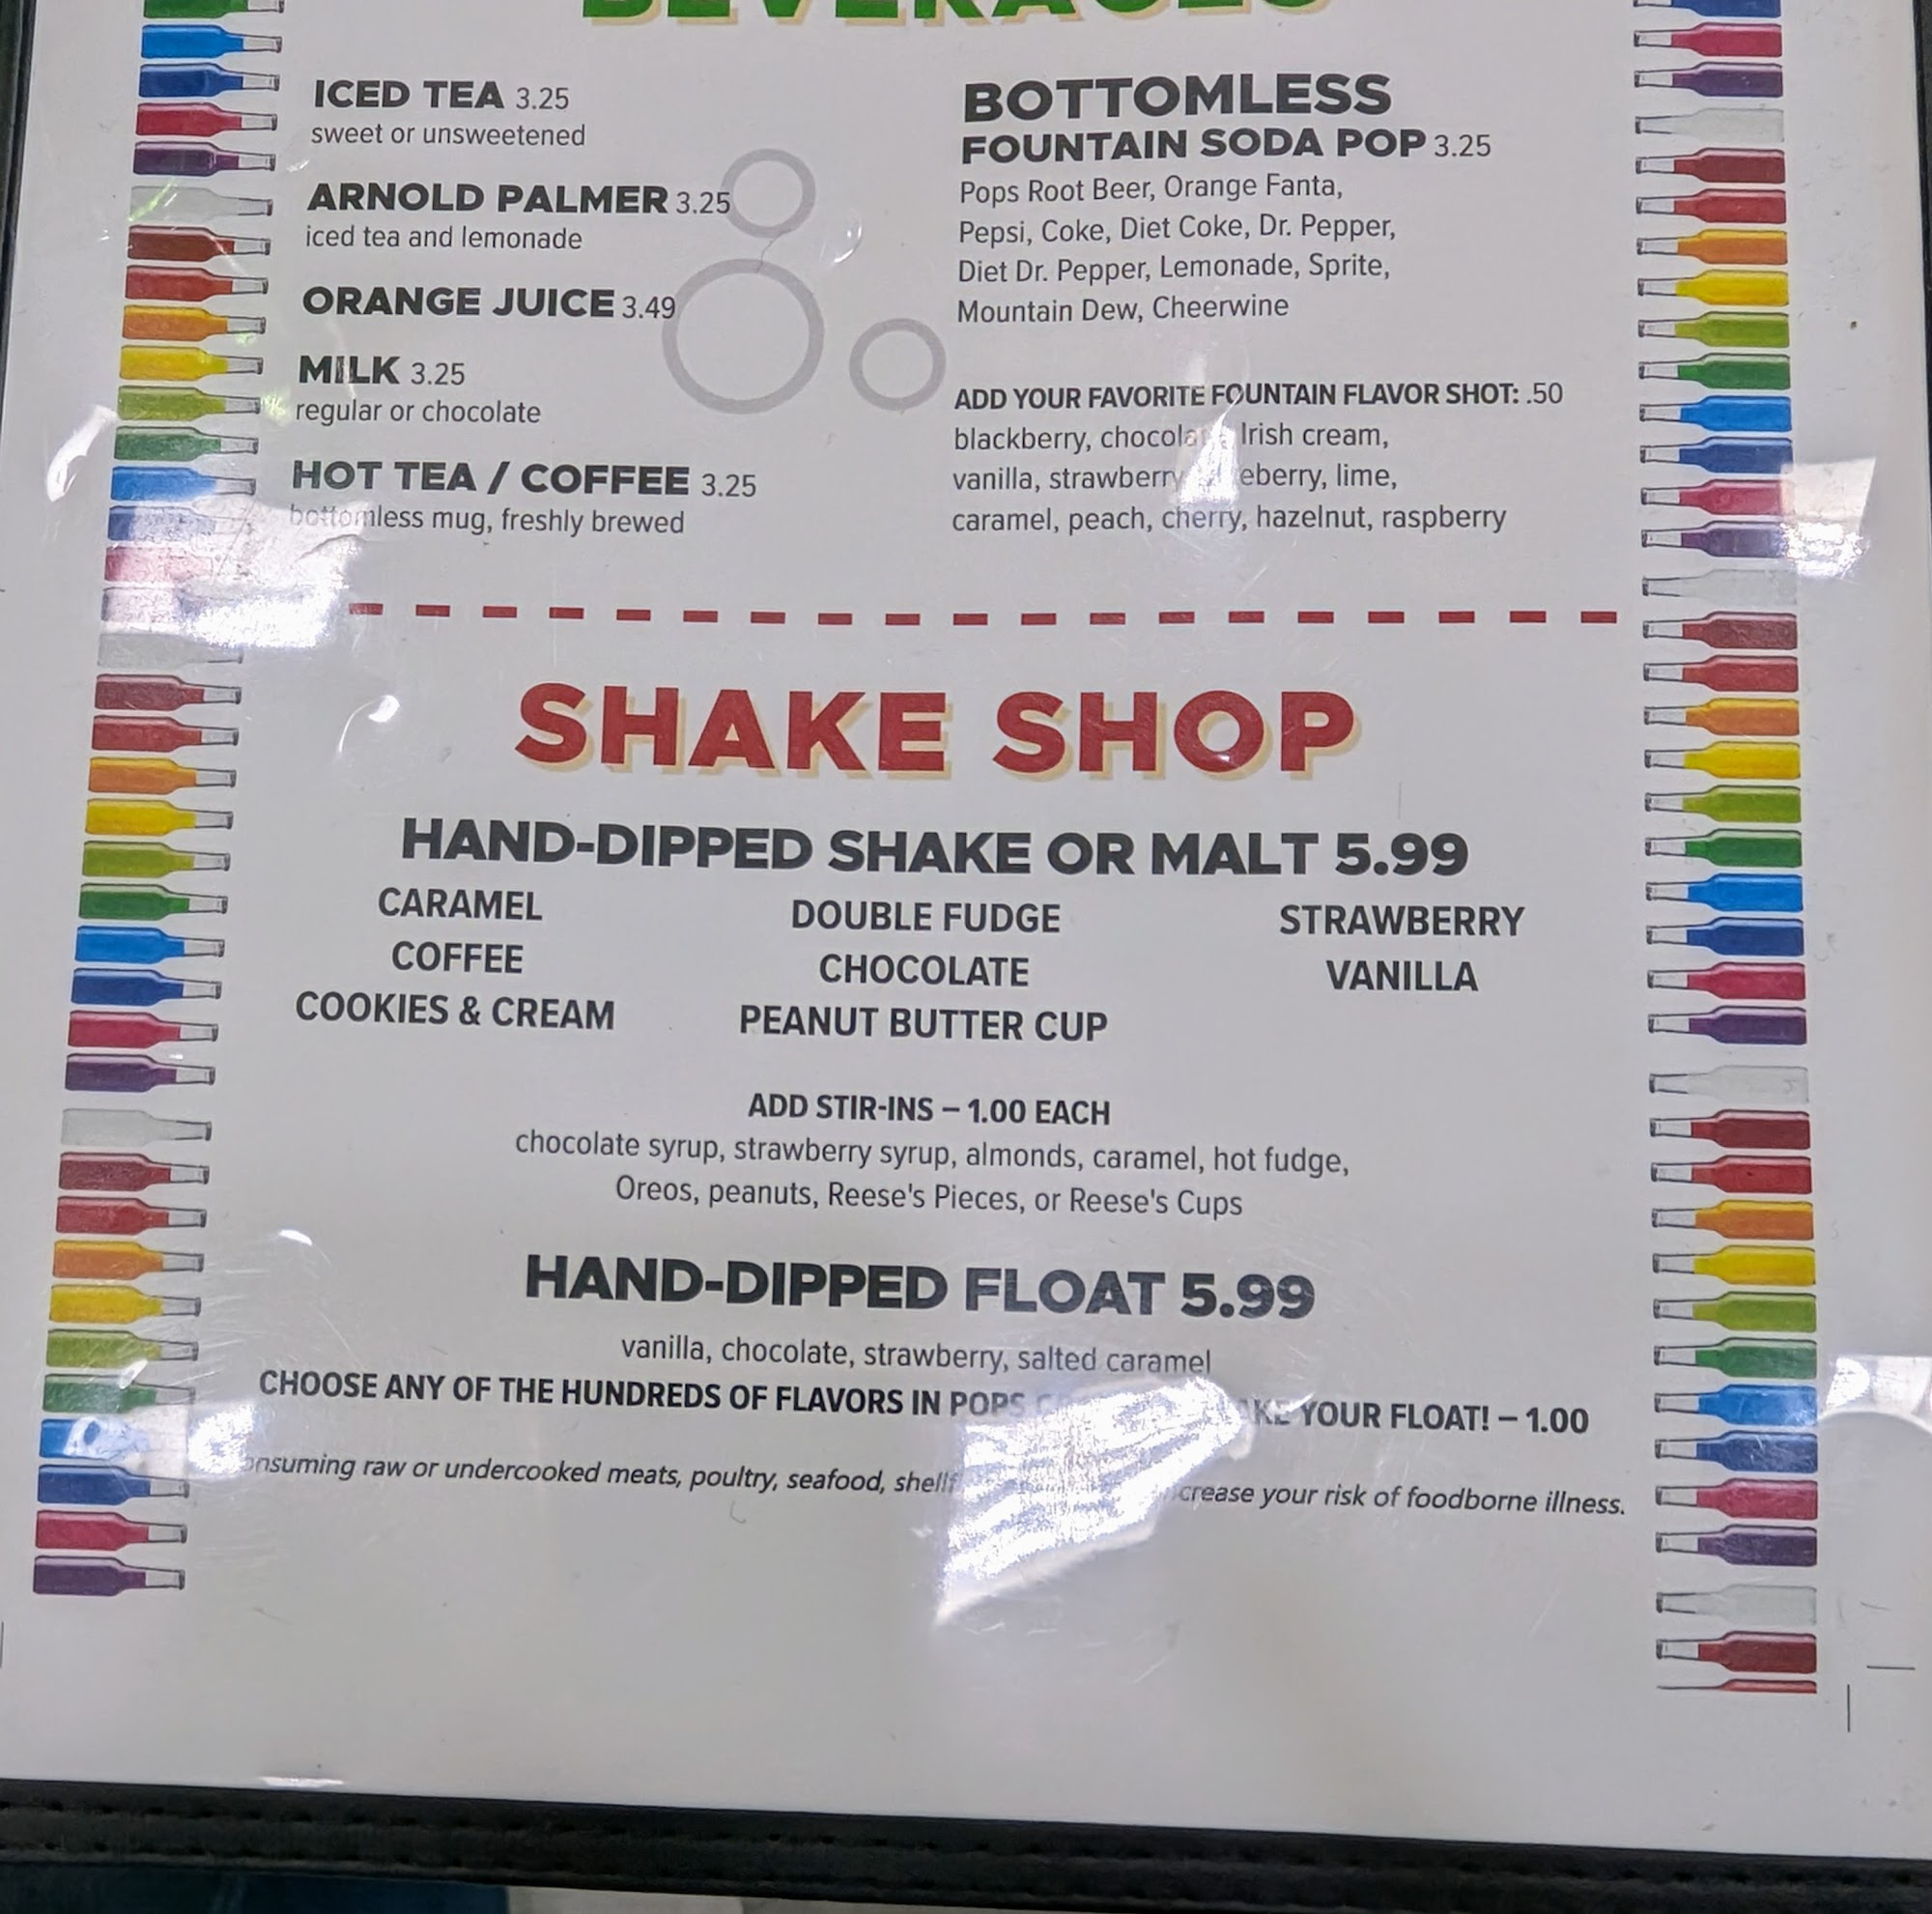 BEVERAGES
ICED TEA 3.25
sweet or unsweetened
ARNOLD PALMER 3.25
iced tea and lemonade
ORANGE JUICE 3.49
MILK 3.25
regular or chocolate
HOT TEA / COFFEE 3.25
bottomless mug, freshly brewed
BOTTOMLESS
FOUNTAIN SODA POP 3.25
Pops Root Beer, Orange Fanta,
Pepsi, Coke, Diet Coke, Dr. Pepper,
Diet Dr. Pepper, Lemonade, Sprite,
Mountain Dew, Cheerwine
ADD YOUR FAVORITE FOUNTAIN FLAVOR SHOT: .50
blackberry, Irish cream,
vanilla, strawberry lime,
caramel, peach, cherry, hazelnut, raspberry
SHAKE SHOP
HAND-DIPPED SHAKE OR MALT 5.99
CARAMEL
COFFEE
COOKIES & CREAM
DOUBLE FUDGE
CHOCOLATE
PEANUT BUTTER CUP
STRAWBERRY
VANILLA
ADD STIR-INS – 1.00 EACH
chocolate syrup, strawberry syrup, almonds, caramel, hot fudge,
Oreos, peanuts, Reese's Pieces, or Reese's Cups
HAND-DIPPED FLOAT 5.99
vanilla, chocolate, strawberry, salted caramel
CHOOSE ANY OF THE HUNDREDS OF FLAVORS IN POPS YOUR FLOAT! – 1.00
raw or undercooked meats, poultry, seafood, your risk of foodborne illness.